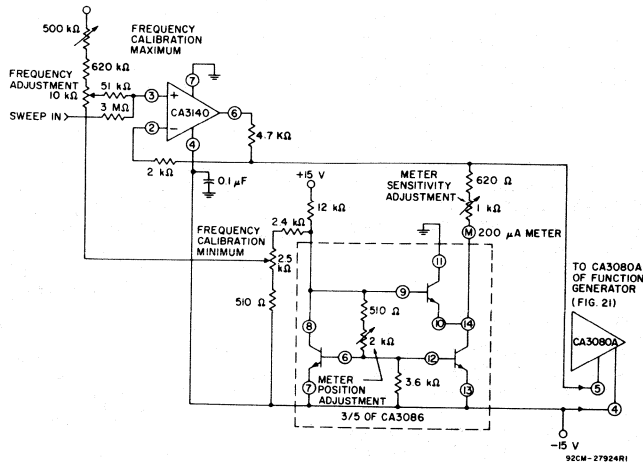 500 kΩ
FREQUENCY
CALIBRATION
MAXIMUM
620 kΩ
FREQUENCY
ADJUSTMENT
10 kΩ
51 kΩ
SWEEP IN
3 MΩ
3
+
2
−
7
CA3140
6
4
4.7 KΩ
2 kΩ
0.1 μF
+15 V
12 kΩ
METER
SENSITIVITY
ADJUSTMENT
620 Ω
1 kΩ
M
200 μA METER
FREQUENCY
CALIBRATION
MINIMUM
2.4 kΩ
2.5
kΩ
510 Ω
11
9
10
14
8
510 Ω
2 kΩ
6
12
7
METER
POSITION
ADJUSTMENT
3.6 kΩ
13
3/5 OF CA3086
TO CA3080A
OF FUNCTION
GENERATOR
(FIG. 21)
CA3080A
5
4
−15 V
92CM-27924R1